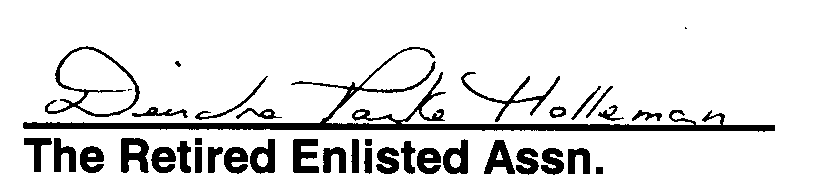 Deirdre Parke Holleman
The Retired Enlisted Assn.